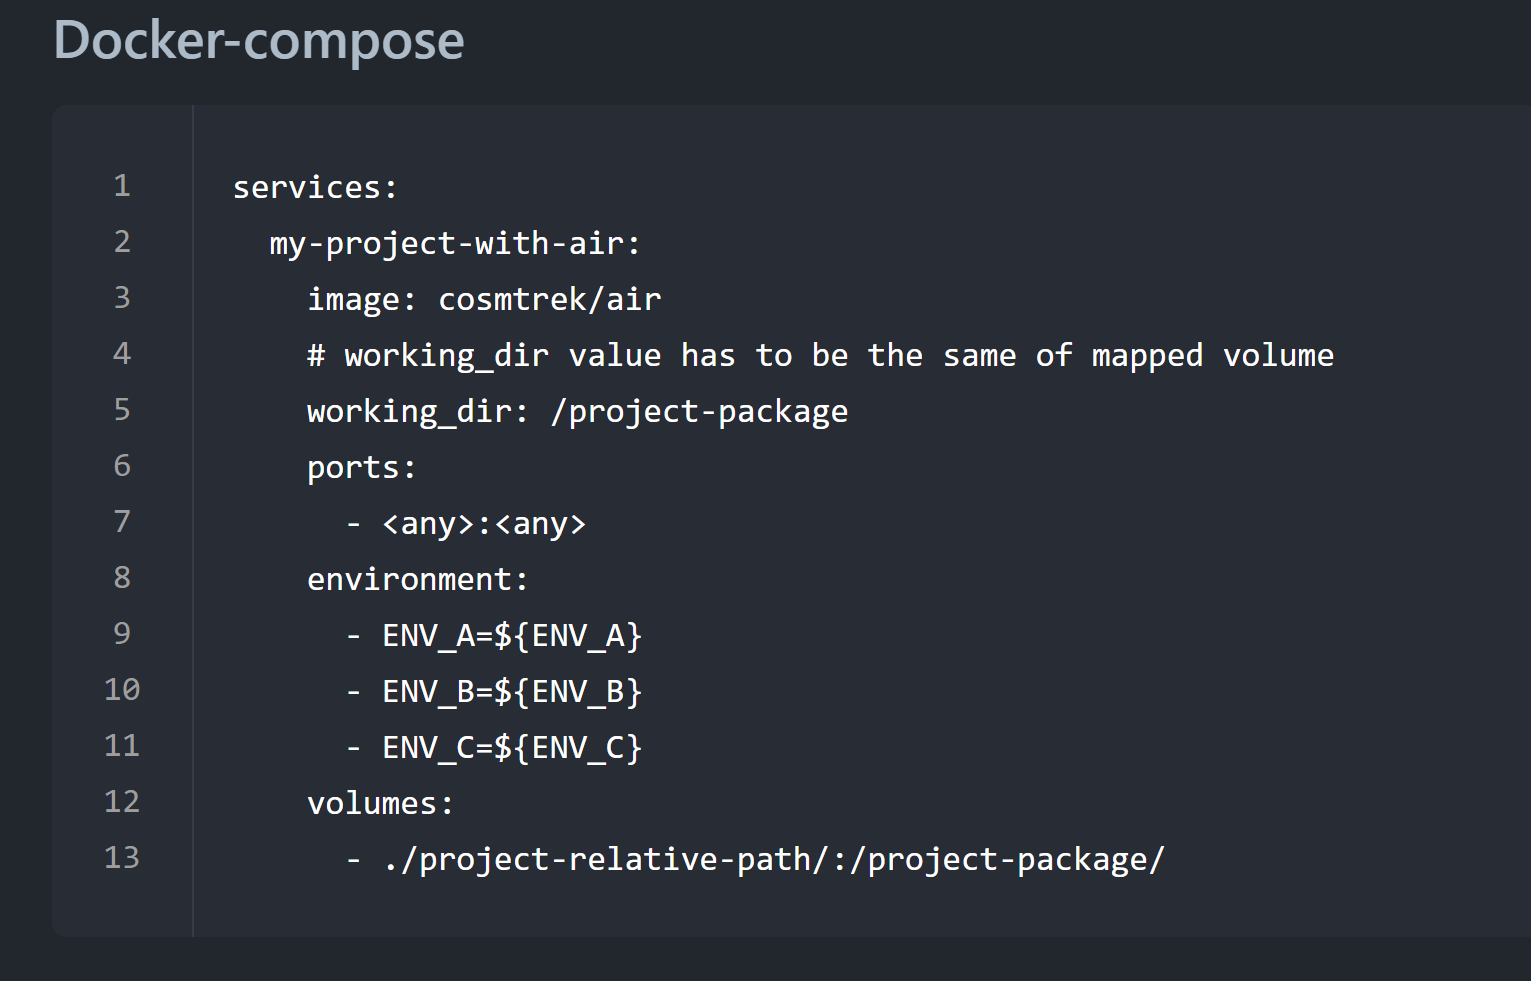 Docker-compose
1 services:
2   my-project-with-air:
3     image: cosmtrek/air
4     # working_dir value has to be the same of mapped volume
5     working_dir: /project-package
6     ports:
7       - <any>:<any>
8     environment:
9       - ENV_A=${ENV_A}
10       - ENV_B=${ENV_B}
11       - ENV_C=${ENV_C}
12     volumes:
13       - ./project-relative-path/:/project-package/